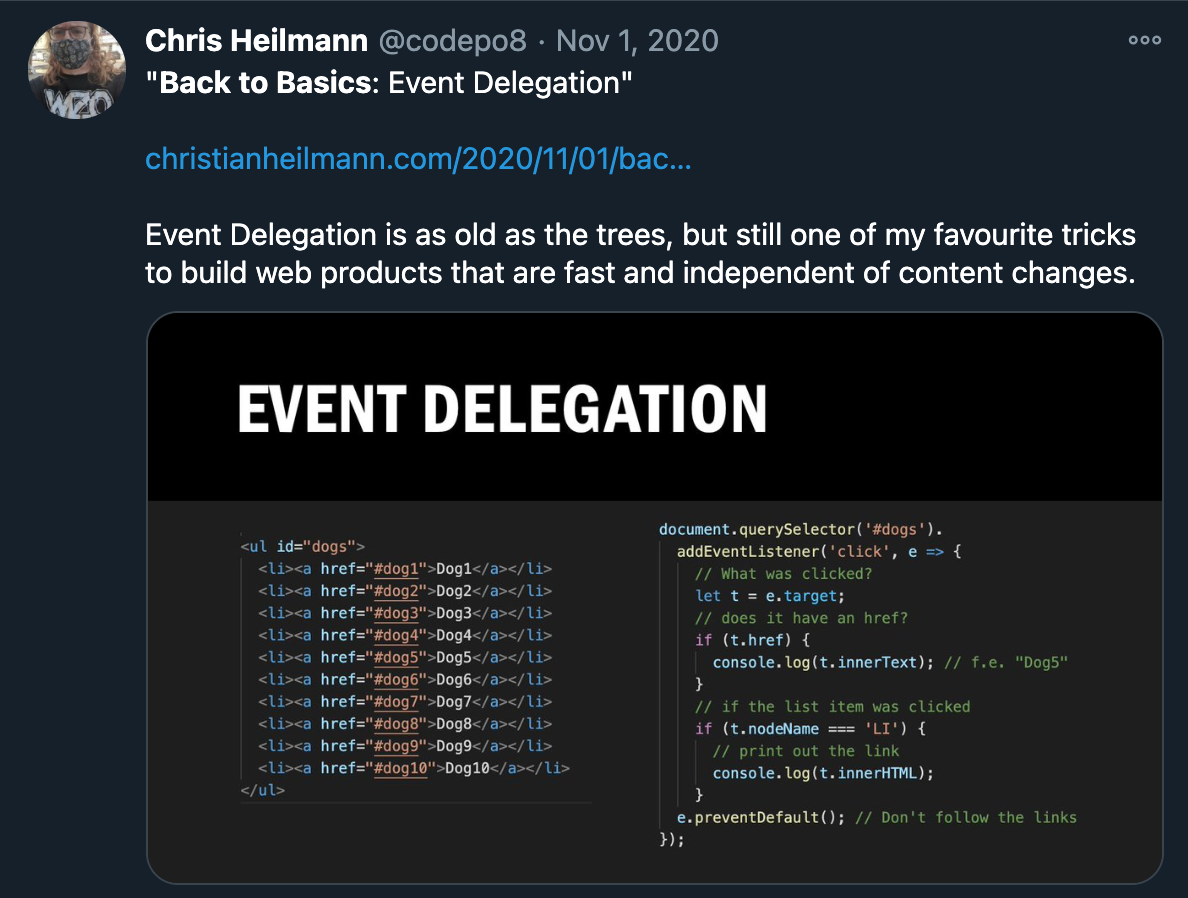 Chris Heilmann @codepo8 · Nov 1, 2020
"Back to Basics: Event Delegation"
christianheilmann.com/2020/11/01/bac...
Event Delegation is as old as the trees, but still one of my favourite tricks
to build web products that are fast and independent of content changes.
EVENT DELEGATION
<ul id="dogs">
<li><a href="#dog1">Dog1</a></li>
<li><a href="#dog2">Dog2</a></li>
<li><a href="#dog3">Dog3</a></li>
<li><a href="#dog4">Dog4</a></li>
<li><a href="#dog5">Dog5</a></li>
<li><a href="#dog6">Dog6</a></li>
<li><a href="#dog7">Dog7</a></li>
<li><a href="#dog8">Dog8</a></li>
<li><a href="#dog9">Dog9</a></li>
<li><a href="#dog10">Dog10</a></li>
</ul>
document.querySelector('#dogs').
addEventListener('click', e => {
// What was clicked?
let t = e.target;
// does it have an href?
if (t.href) {
console.log(t.innerText); // f.e. "Dog5"
}
// if the list item was clicked
if (t.nodeName === 'LI') {
// print out the link
console.log(t.innerHTML);
}
e.preventDefault(); // Don't follow the links
});